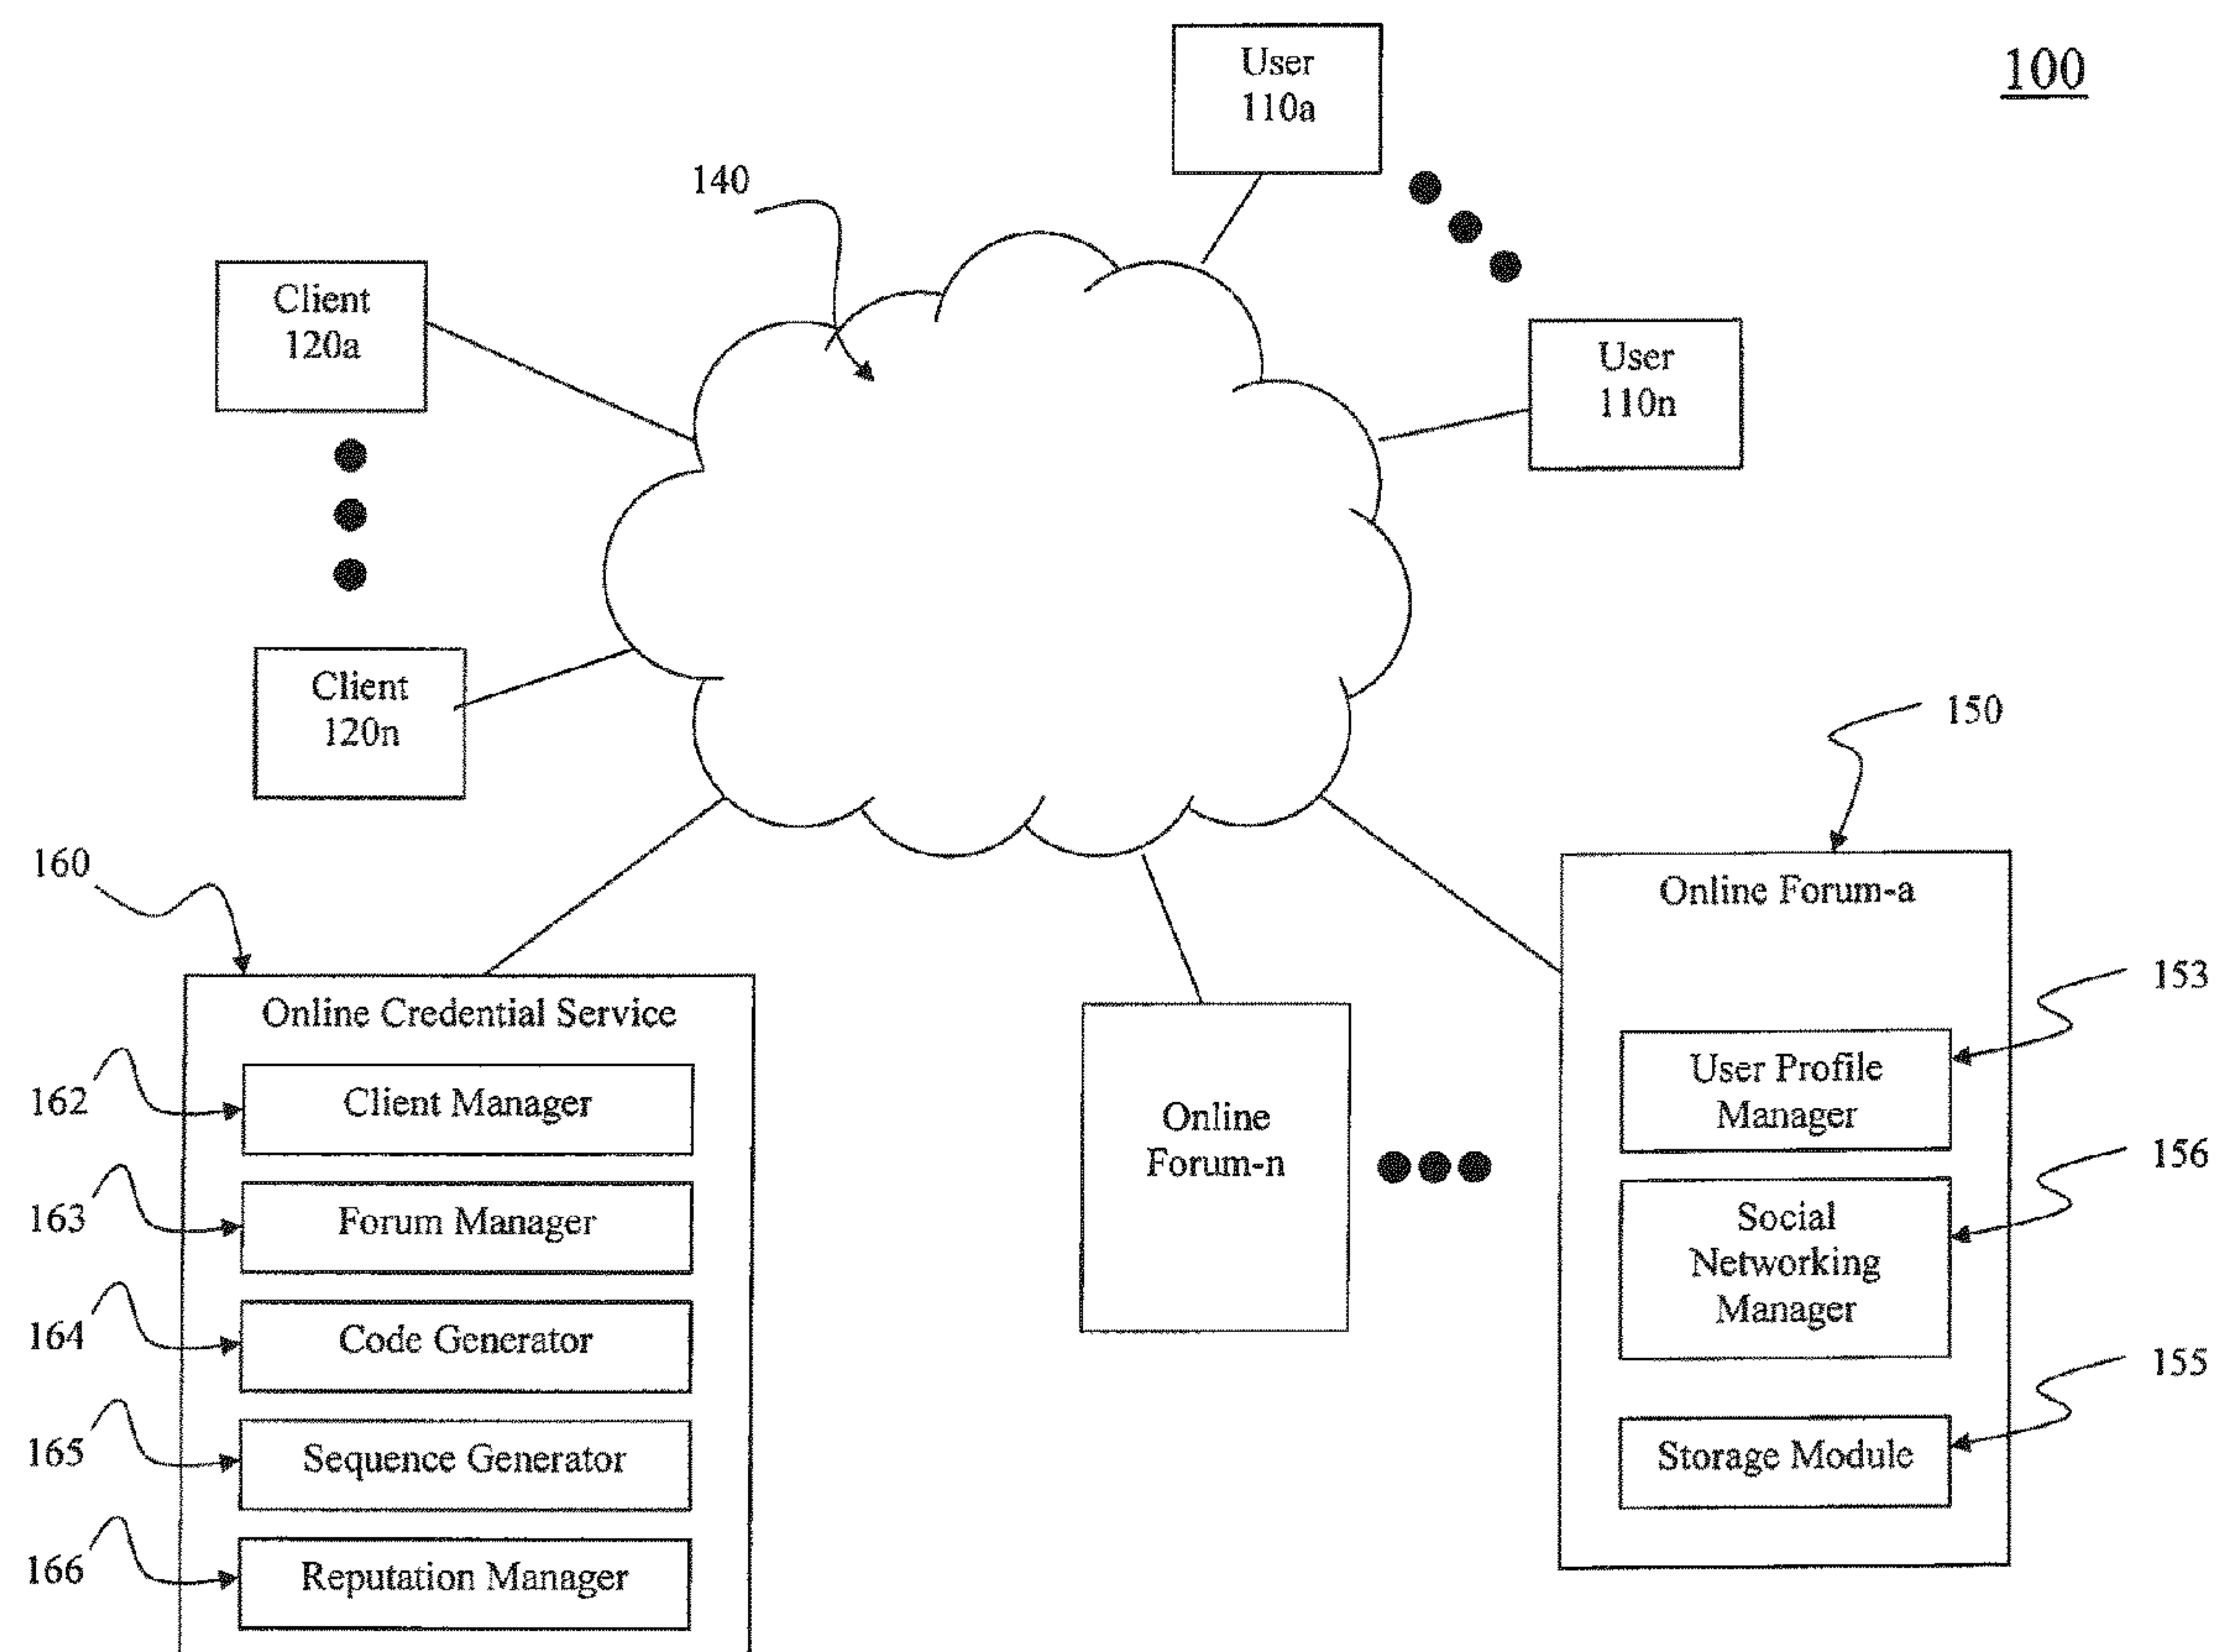 100
User
110a
140
Client
120a
User
110n
Client
120n
150
160
Online Forum-a
153
Online Credential Service
User Profile
Manager
162
Client Manager
Online
Forum-n
156
163
Forum Manager
Social
Networking
Manager
164
Code Generator
155
165
Sequence Generator
Storage Module
166
Reputation Manager